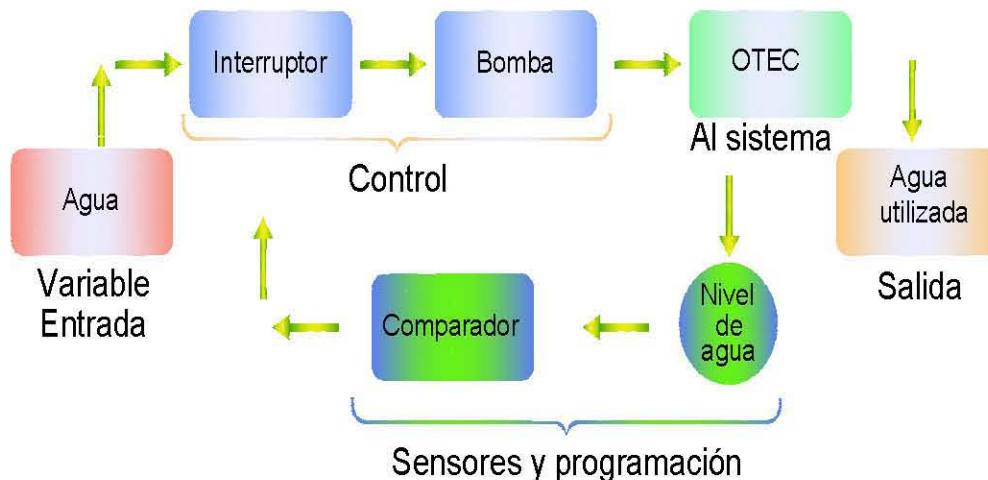 Interruptor
Bomba
OTEC
Al sistema
Control
Agua
Variable
Entrada
Agua
utilizada
Salida
Comparador
Nivel
de
agua
Sensores y programación